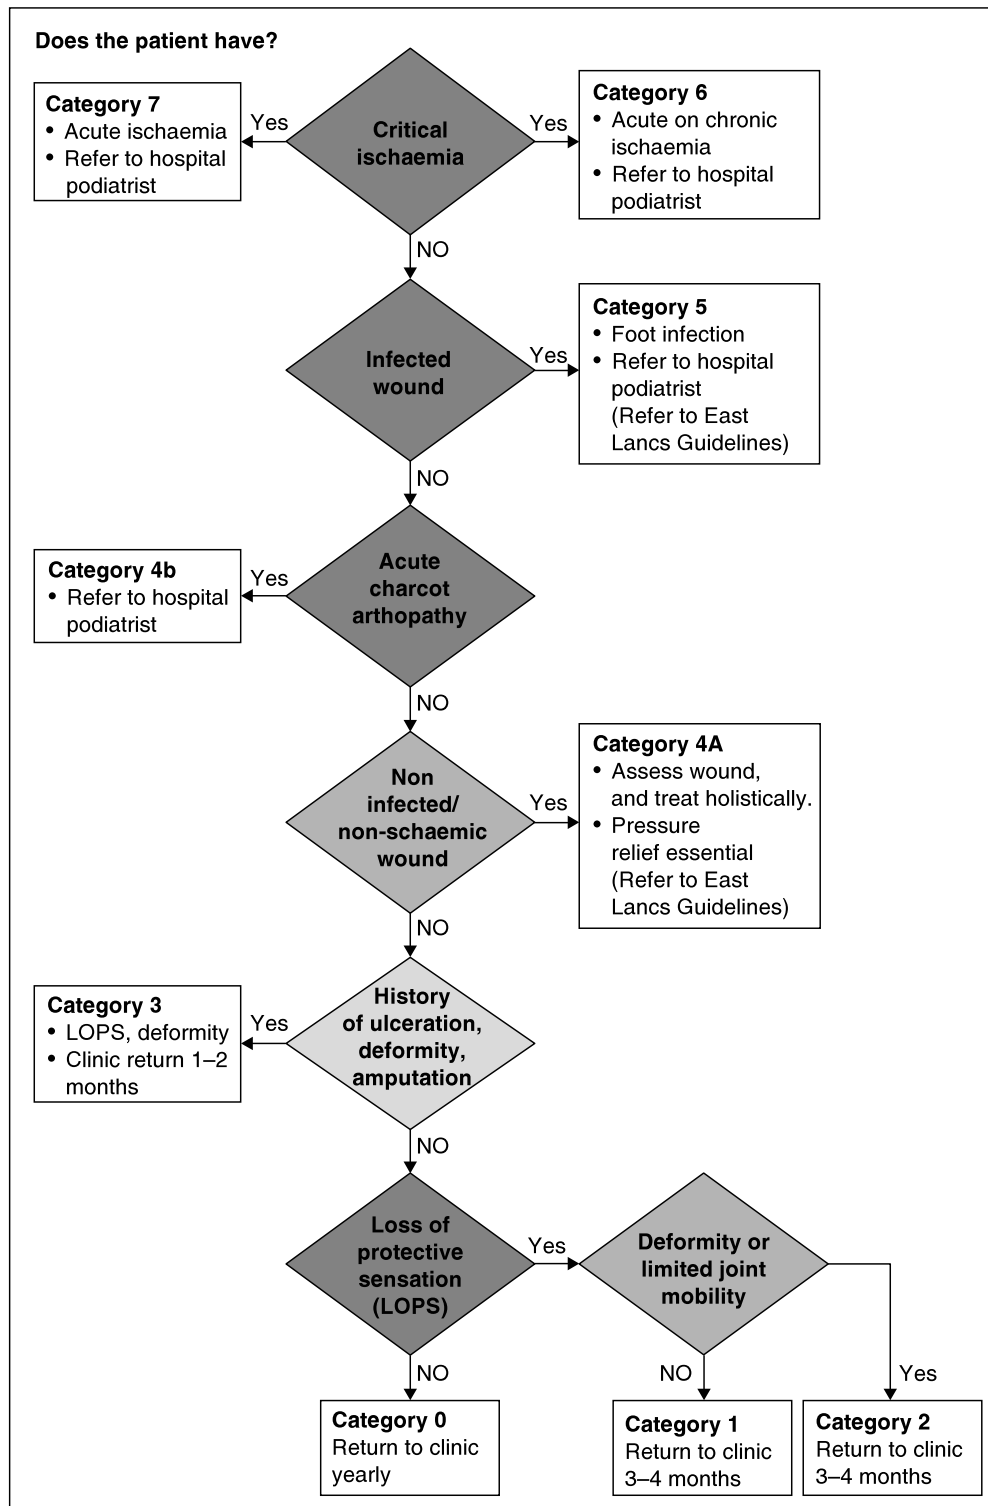 Does the patient have?
Category 7
• Acute ischaemia
• Refer to hospital
podiatrist
Yes
Critical
ischaemia
Yes
Category 6
• Acute on chronic
ischaemia
• Refer to hospital
podiatrist
NO
Infected
wound
Yes
Category 5
• Foot infection
• Refer to hospital
podiatrist
(Refer to East
Lancs Guidelines)
NO
Category 4b
• Refer to hospital
podiatrist
Yes
Acute
charcot
arthopathy
NO
Non
infected/
non-schaemic
wound
Yes
Category 4A
• Assess wound,
and treat holistically.
• Pressure
relief essential
(Refer to East
Lancs Guidelines)
NO
Category 3
• LOPS, deformity
• Clinic return 1–2
months
Yes
History
of ulceration,
deformity,
amputation
NO
Loss of
protective
sensation
(LOPS)
Yes
Deformity or
limited joint
mobility
NO
NO
Yes
Category 0
Return to clinic
yearly
Category 1
Return to clinic
3–4 months
Category 2
Return to clinic
3–4 months